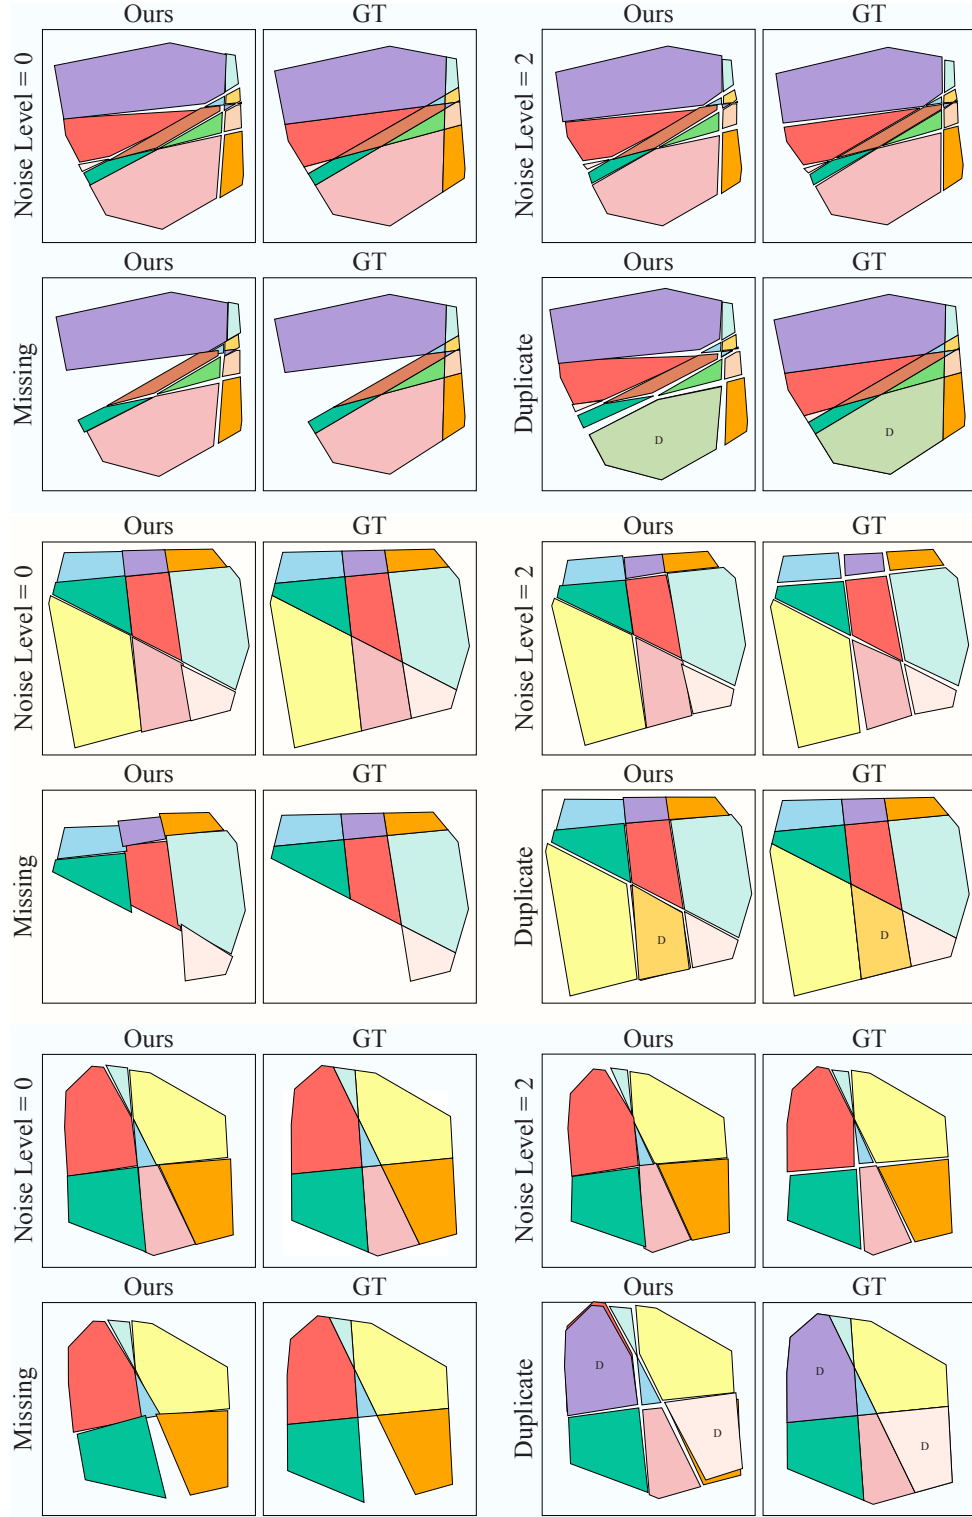 Ours GT Ours GT
Noise Level = 0
Noise Level = 2
Ours GT Ours GT
Missing
Duplicate
D
D
Ours GT Ours GT
Noise Level = 0
Noise Level = 2
Ours GT Ours GT
Missing
Duplicate
D
D
Ours GT Ours GT
Noise Level = 0
Noise Level = 2
Ours GT Ours GT
Missing
Duplicate
D
D
D
D